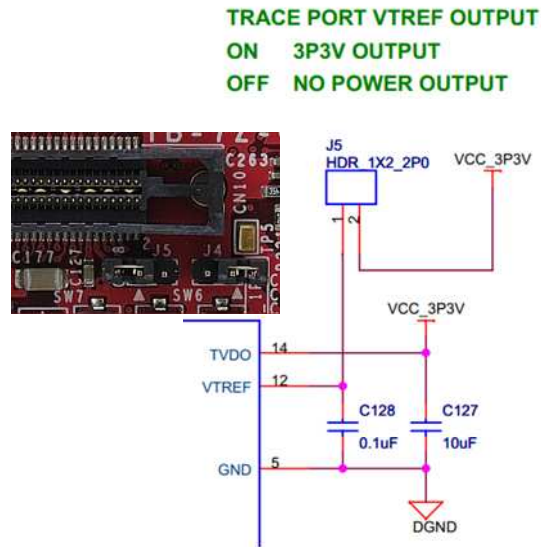 TRACE PORT VTREF OUTPUT
ON 3P3V OUTPUT
OFF NO POWER OUTPUT
J5
HDR_1X2_2P0
VCC_3P3V
1
2
C263
CN10
TP5
C177
C127
J5
J4
SW7
SW6
VCC_3P3V
TVDO 14
VTREF 12
C128
0.1uF
C127
10uF
GND 5
DGND